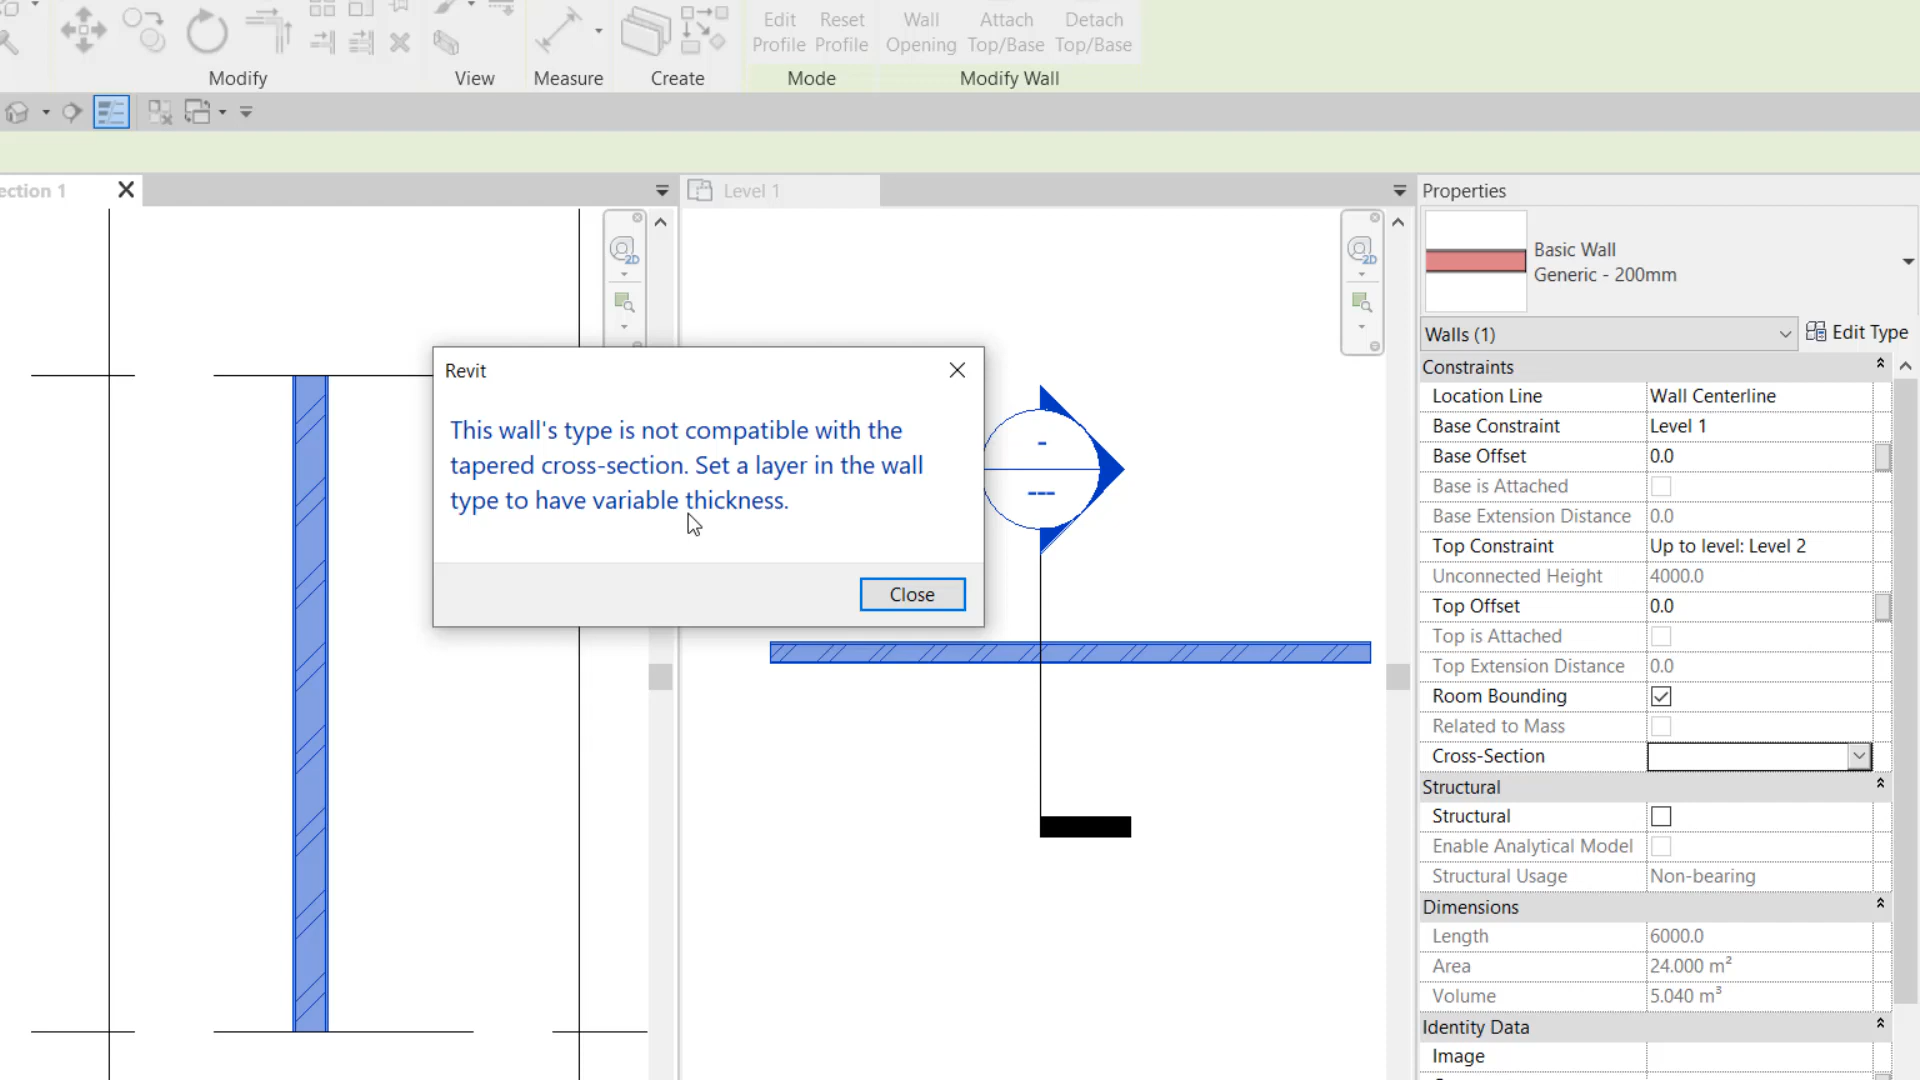 Edit Profile
Reset Profile
Wall Opening
Attach Top/Base
Detach Top/Base
Modify
View
Measure
Create
Mode
Modify Wall
ection 1
Level 1
2D
2D
Revit
This wall's type is not compatible with the
tapered cross-section. Set a layer in the wall
type to have variable thickness.
Close
-
---
Properties
Basic Wall
Generic - 200mm
Walls (1)
Edit Type
Constraints
Location Line Wall Centerline
Base Constraint Level 1
Base Offset 0.0
Base is Attached
Base Extension Distance 0.0
Top Constraint Up to level: Level 2
Unconnected Height 4000.0
Top Offset 0.0
Top is Attached
Top Extension Distance 0.0
Room Bounding
Related to Mass
Cross-Section
Structural
Structural
Enable Analytical Model
Structural Usage Non-bearing
Dimensions
Length 6000.0
Area 24.000 m²
Volume 5.040 m³
Identity Data
Image